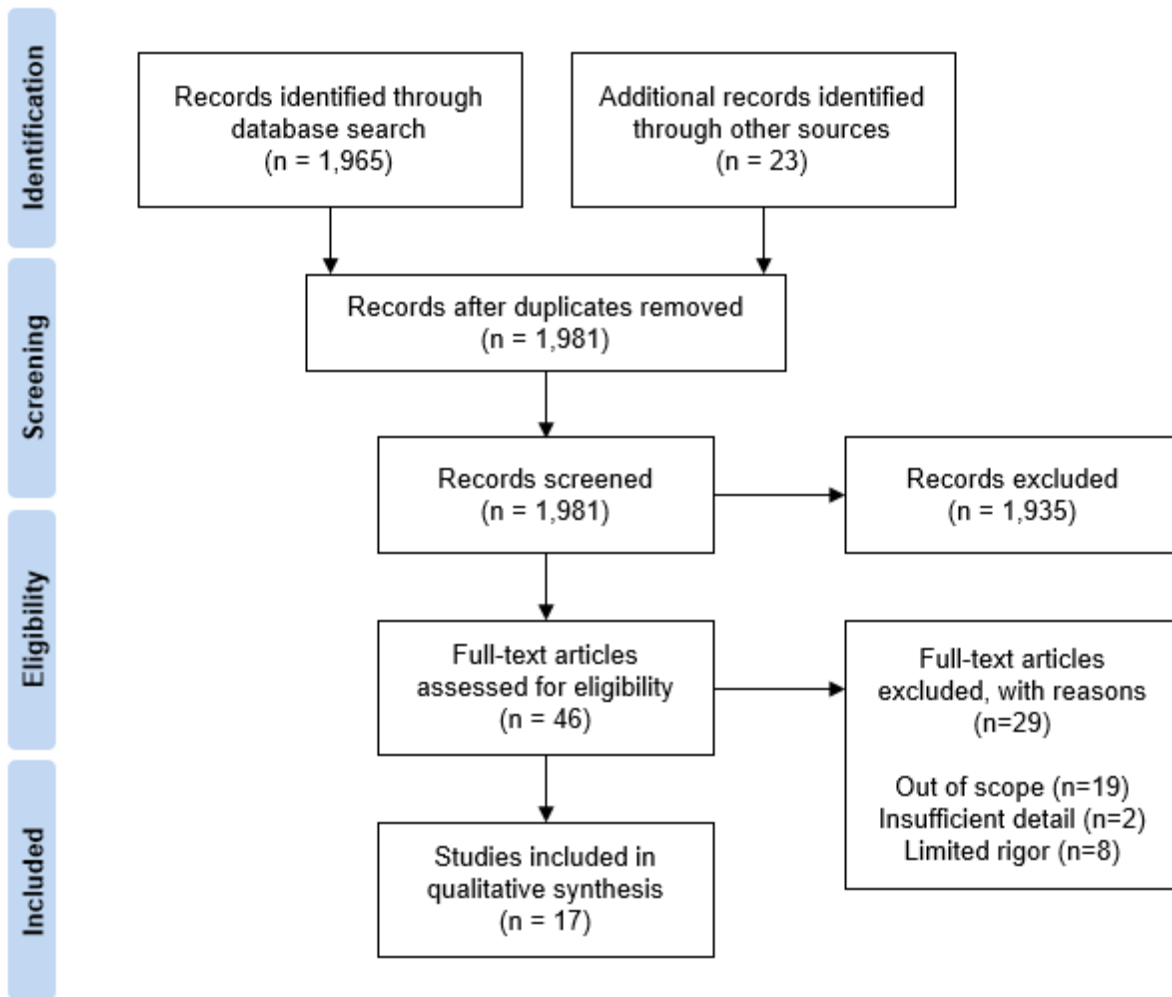 Identification
Records identified through
database search
(n = 1,965)
Additional records identified
through other sources
(n = 23)
Screening
Records after duplicates removed
(n = 1,981)
Records screened
(n = 1,981)
Records excluded
(n = 1,935)
Eligibility
Full-text articles
assessed for eligibility
(n = 46)
Full-text articles
excluded, with reasons
(n=29)
Out of scope (n=19)
Insufficient detail (n=2)
Limited rigor (n=8)
Included
Studies included in
qualitative synthesis
(n = 17)